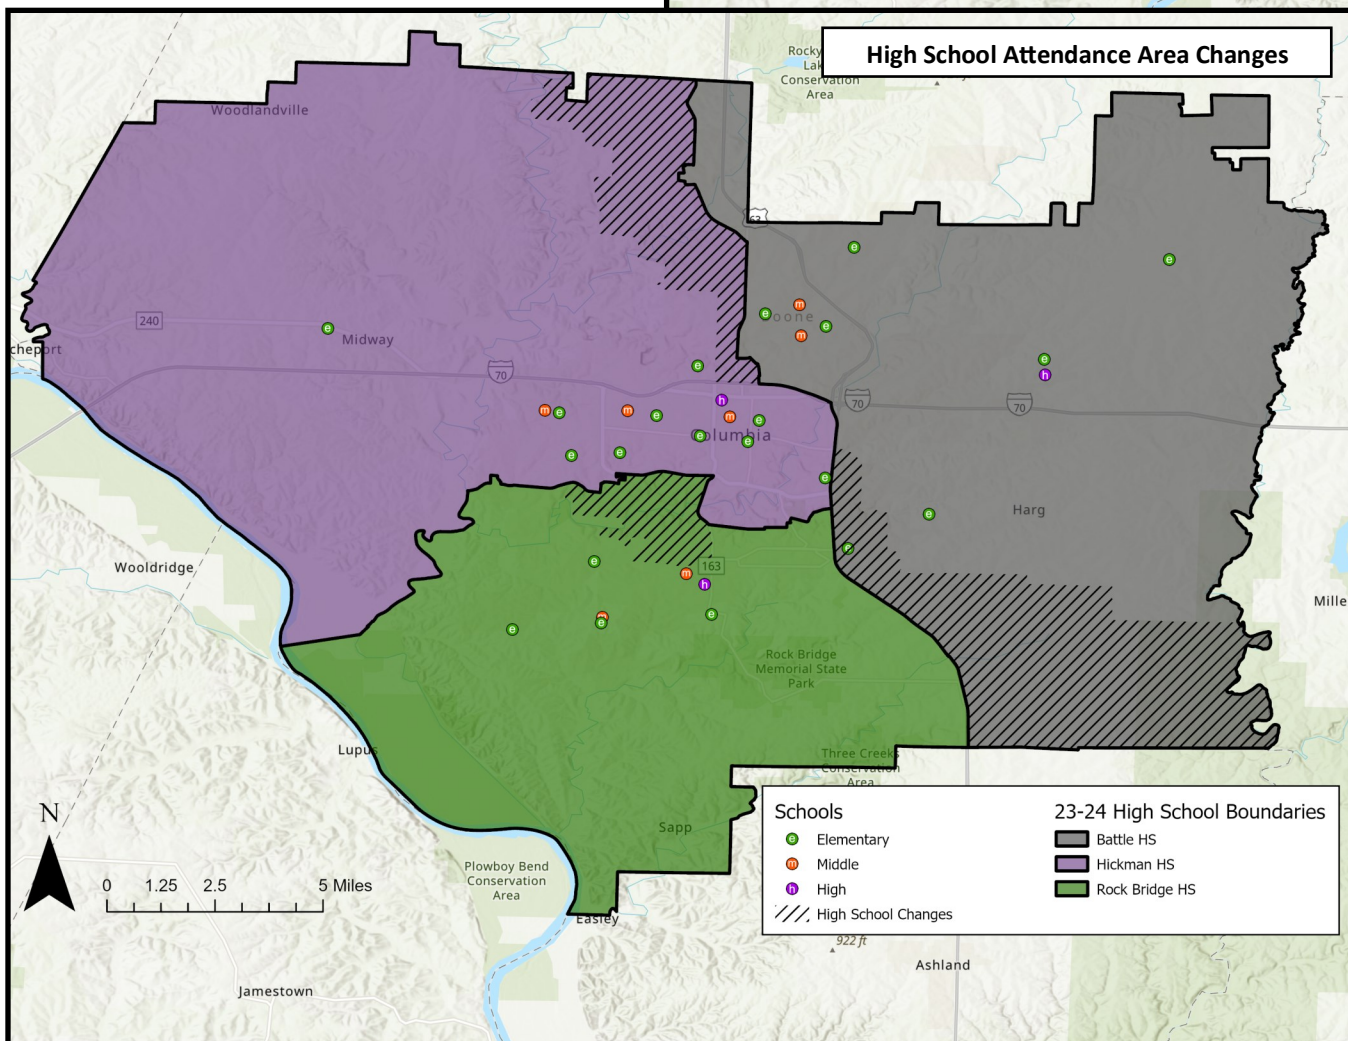 High School Attendance Area Changes
Rocky
Lak
Conservation
Area
Woodlandville
63
240
Midway
cheport
oone
70
70
70
Columbia
Harg
Wooldridge
163
Mille
Rock Bridge
Memorial State
Park
Lupus
Three Creeks
Conservation
Area
Sapp
Plowboy Bend
Conservation
Area
Easley
922 ft
Ashland
Jamestown
N
0 1.25 2.5 5 Miles
Schools
e Elementary
m Middle
h High
High School Changes
23-24 High School Boundaries
Battle HS
Hickman HS
Rock Bridge HS